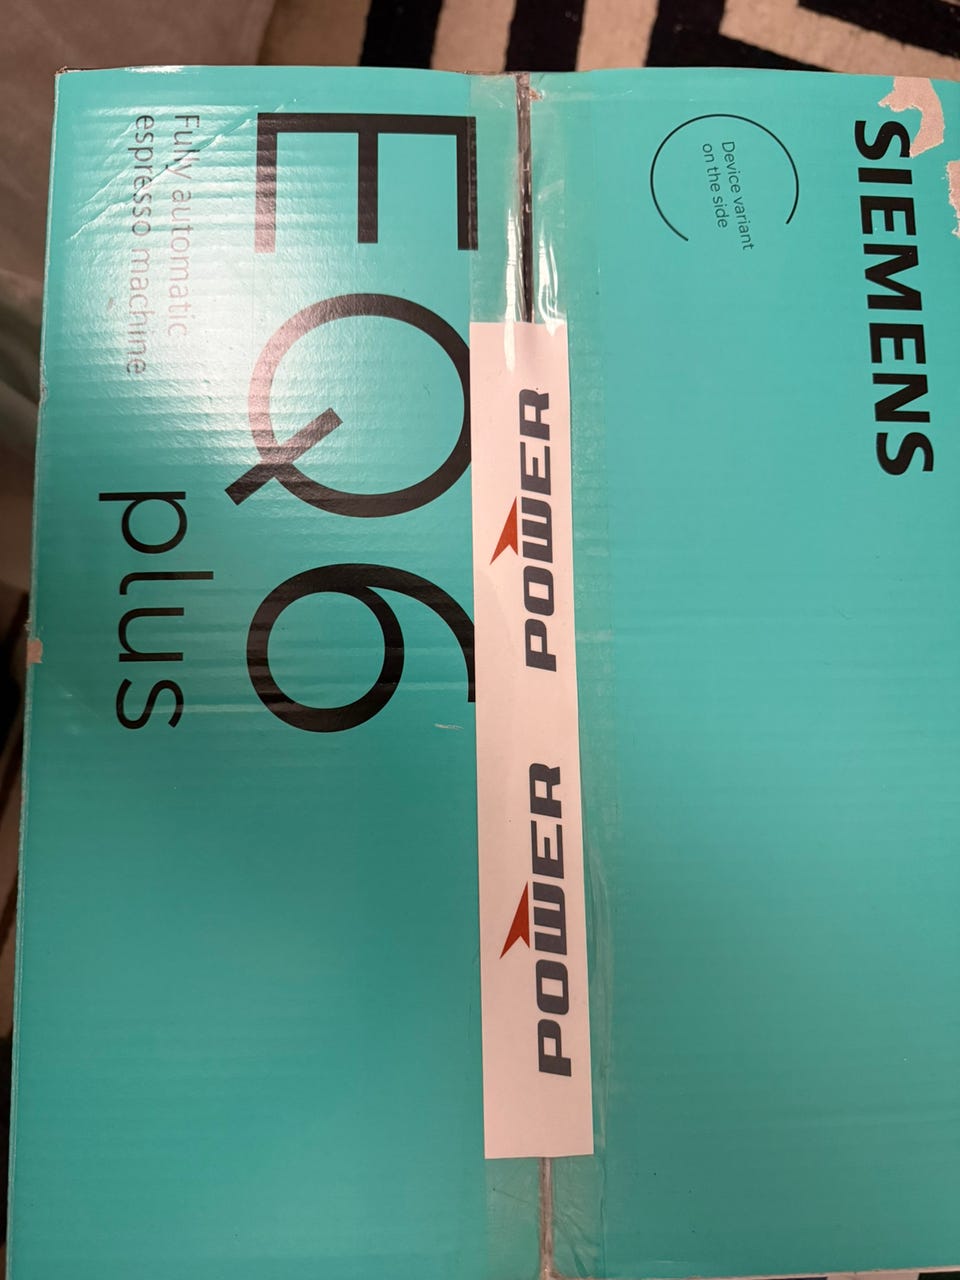 SIEMENS
Device variant
on the side
POWER
POWER
EQ6
plus
Fully automatic
espresso machine